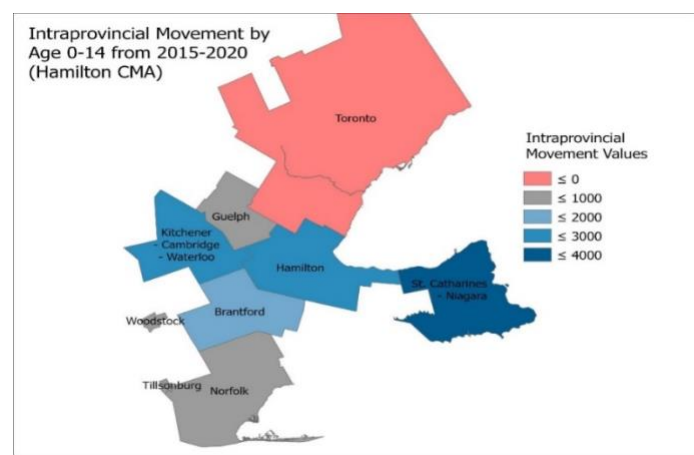 Intraprovincial Movement by
Age 0-14 from 2015-2020
(Hamilton CMA)
Toronto
Intraprovincial
Movement Values
≤ 0
≤ 1000
≤ 2000
≤ 3000
≤ 4000
Guelph
Kitchener
- Cambridge
- Waterloo
Hamilton
St. Catharines
- Niagara
Brantford
Woodstock
Tillsonburg
Norfolk